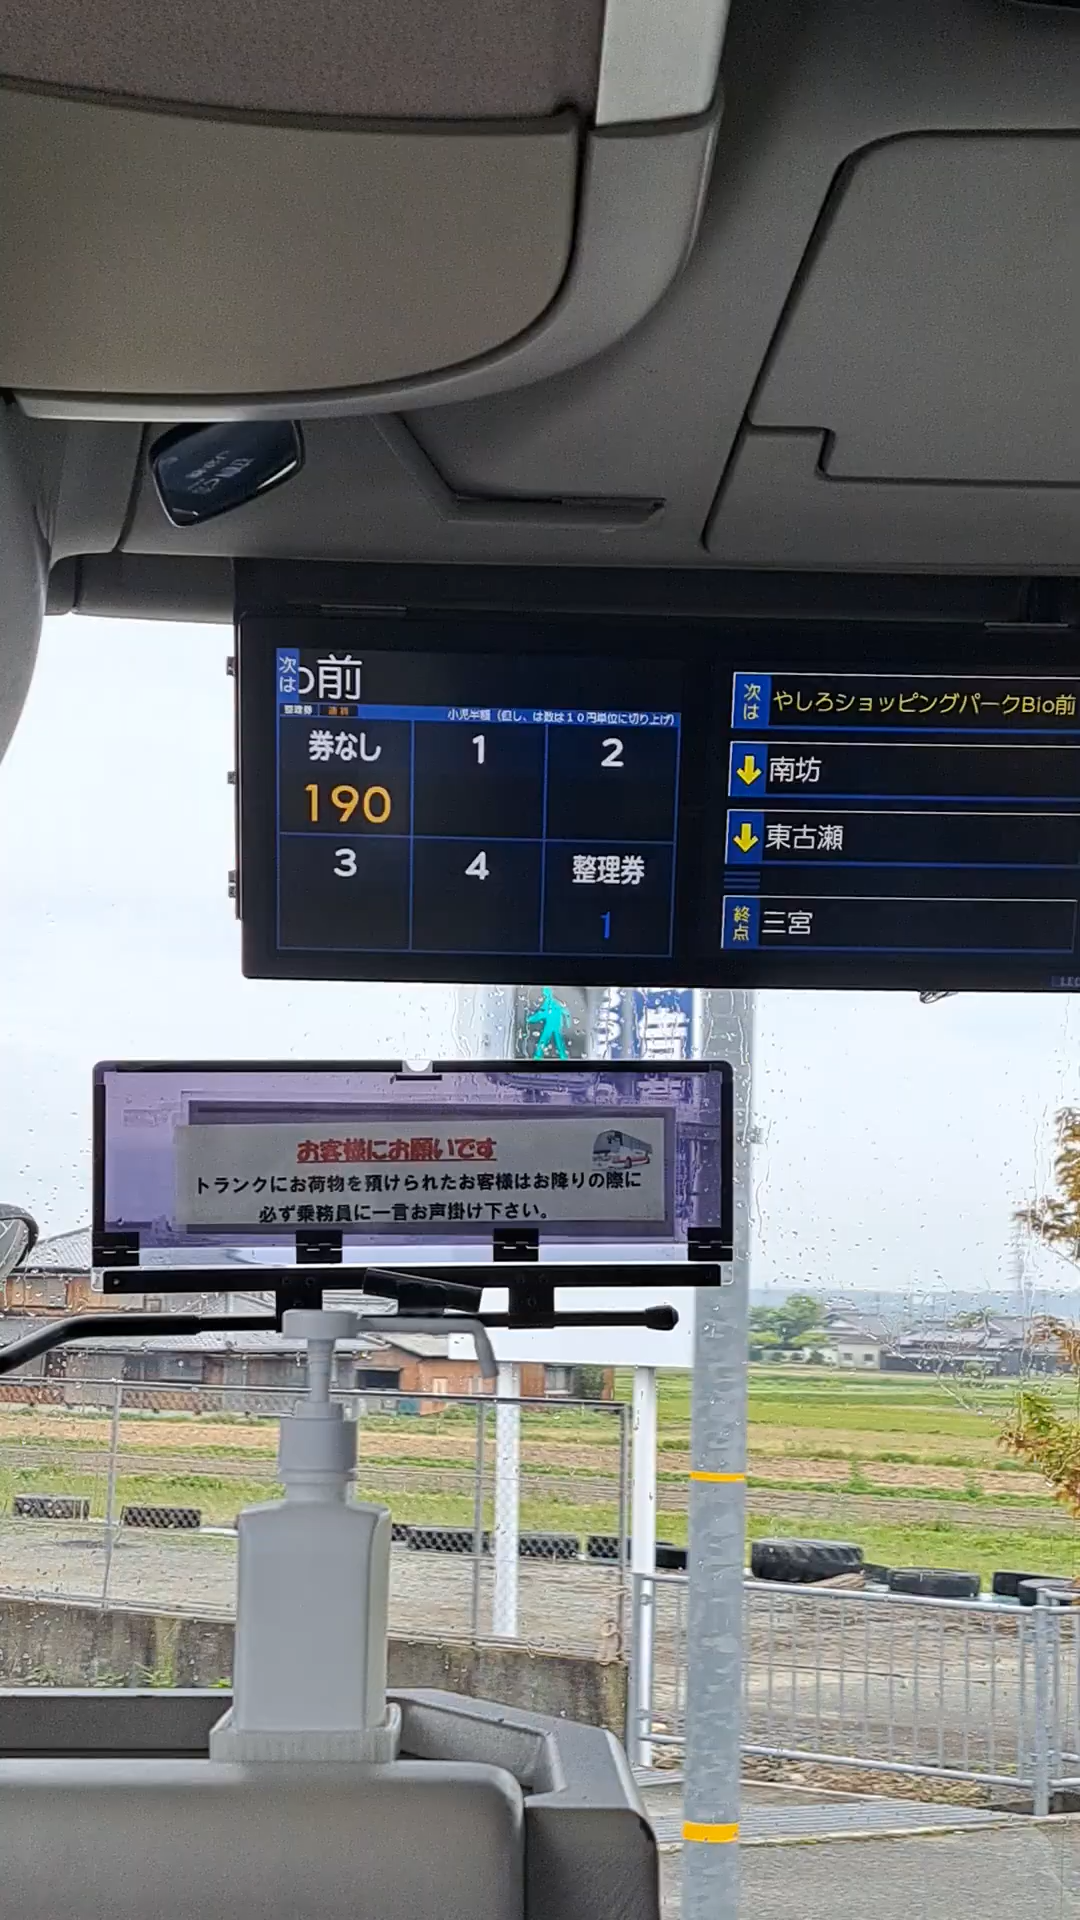 次は
o前
整理券 運賃
小児半額（但し、は数は１０円単位に切り上げ）
券なし 1 2
190
3 4 整理券
1
次は やしろショッピングパークBio前
南坊
東古瀬
終点 三宮
お客様にお願いです
トランクにお荷物を預けられたお客様はお降りの際に
必ず乗務員に一言お声掛け下さい。